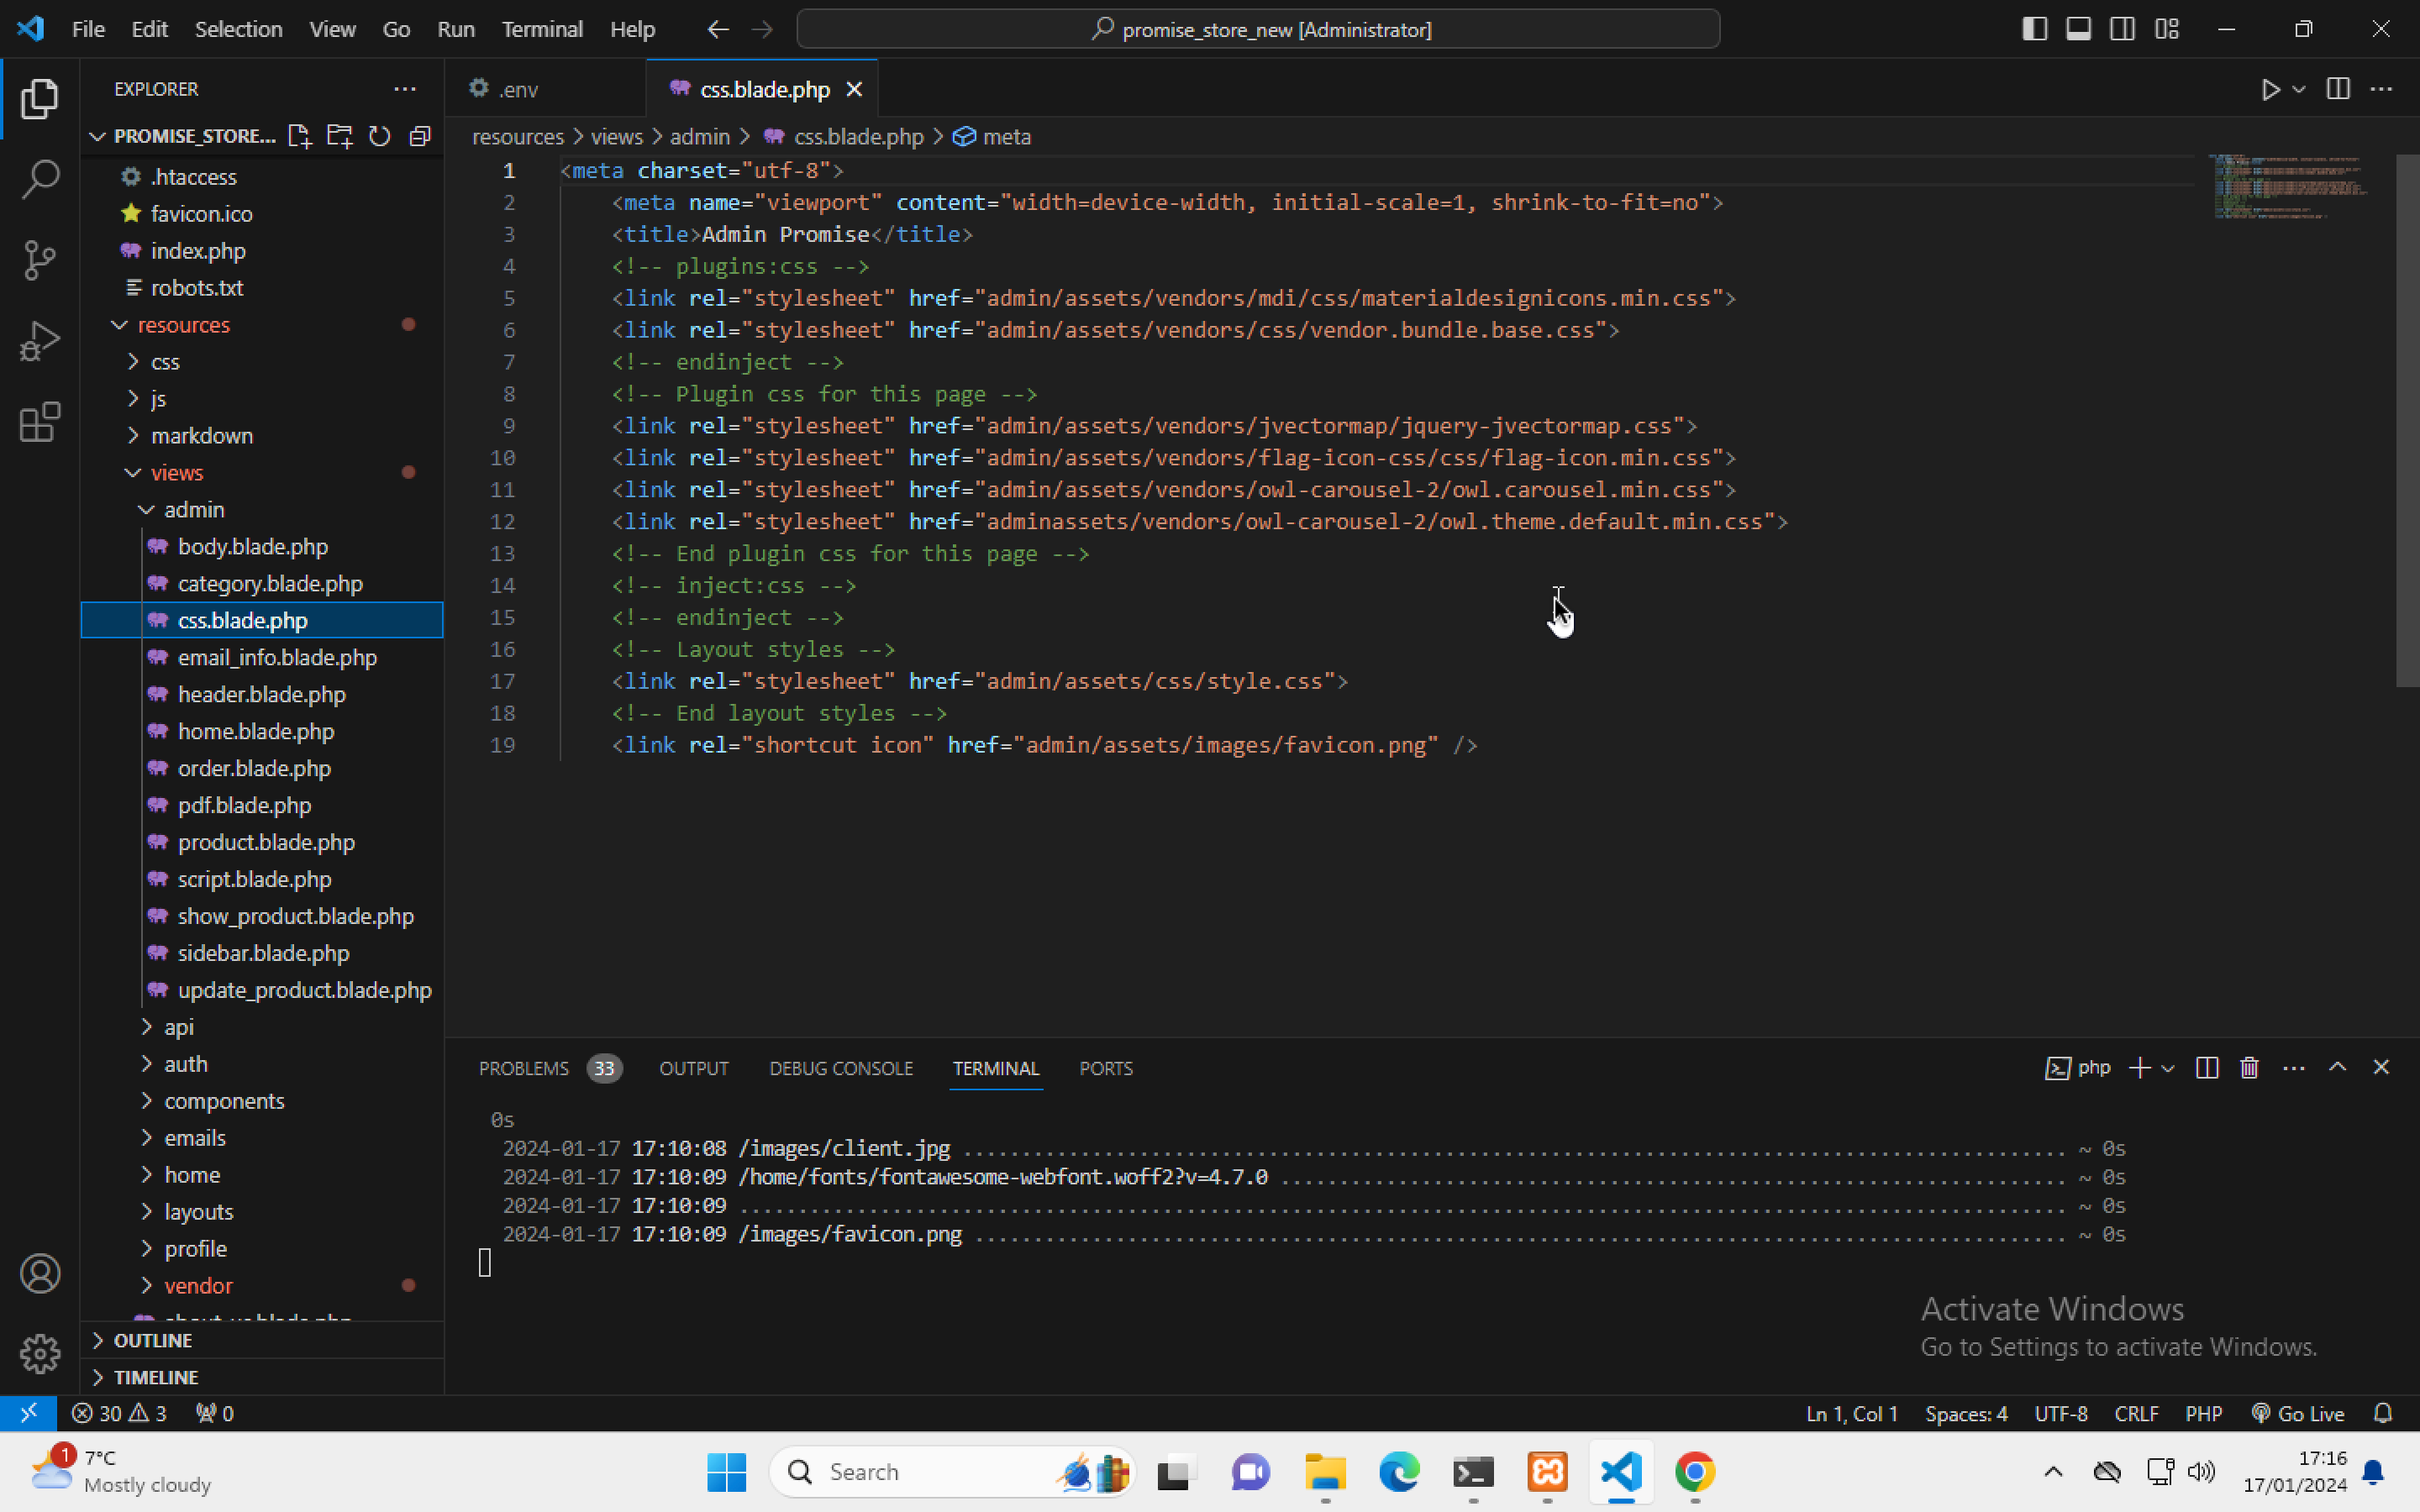 File Edit Selection View Go Run Terminal Help promise_store_new [Administrator]
EXPLORER
PROMISE_STORE...
.htaccess
favicon.ico
index.php
robots.txt
resources
css
js
markdown
views
admin
body.blade.php
category.blade.php
css.blade.php
email_info.blade.php
header.blade.php
home.blade.php
order.blade.php
pdf.blade.php
product.blade.php
script.blade.php
show_product.blade.php
sidebar.blade.php
update_product.blade.php
api
auth
components
emails
home
layouts
profile
vendor
OUTLINE
TIMELINE
.env css.blade.php
resources > views > admin > css.blade.php > meta
1 <meta charset="utf-8">
2 <meta name="viewport" content="width=device-width, initial-scale=1, shrink-to-fit=no">
3 <title>Admin Promise</title>
4 <!-- plugins:css -->
5 <link rel="stylesheet" href="admin/assets/vendors/mdi/css/materialdesignicons.min.css">
6 <link rel="stylesheet" href="admin/assets/vendors/css/vendor.bundle.base.css">
7 <!-- endinject -->
8 <!-- Plugin css for this page -->
9 <link rel="stylesheet" href="admin/assets/vendors/jvectormap/jquery-jvectormap.css">
10 <link rel="stylesheet" href="admin/assets/vendors/flag-icon-css/css/flag-icon.min.css">
11 <link rel="stylesheet" href="admin/assets/vendors/owl-carousel-2/owl.carousel.min.css">
12 <link rel="stylesheet" href="adminassets/vendors/owl-carousel-2/owl.theme.default.min.css">
13 <!-- End plugin css for this page -->
14 <!-- inject:css -->
15 <!-- endinject -->
16 <!-- Layout styles -->
17 <link rel="stylesheet" href="admin/assets/css/style.css">
18 <!-- End layout styles -->
19 <link rel="shortcut icon" href="admin/assets/images/favicon.png" />
PROBLEMS 33 OUTPUT DEBUG CONSOLE TERMINAL PORTS php
0s
2024-01-17 17:10:08 /images/client.jpg ........ ~ 0s
2024-01-17 17:10:09 /home/fonts/fontawesome-webfont.woff2?v=4.7.0 ........ ~ 0s
2024-01-17 17:10:09 ........ ~ 0s
2024-01-17 17:10:09 /images/favicon.png ........ ~ 0s
Activate Windows
Go to Settings to activate Windows.
30 3 0 Ln 1, Col 1 Spaces: 4 UTF-8 CRLF PHP Go Live
1 7°C
Mostly cloudy
Search
17:16
17/01/2024